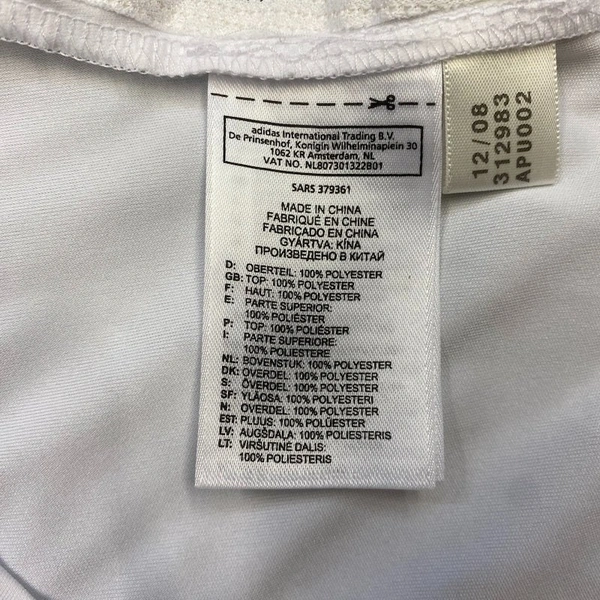 adidas International Trading B.V.
De Prinsenhof, Konigin Wilhelminaplein 30
1062 KR Amsterdam, NL
VAT NO. NL807301322B01
SARS 379361
MADE IN CHINA
FABRIQUÉ EN CHINE
FABRICADO EN CHINA
GYÁRTVA: KÍNA
ПРОИЗВЕДЕНО В КИТАЙ
D: OBERTEIL: 100% POLYESTER
GB: TOP: 100% POLYESTER
F: HAUT: 100% POLYESTER
E: PARTE SUPERIOR:
100% POLIÉSTER
P: TOP: 100% POLIÉSTER
I: PARTE SUPERIORE:
100% POLIESTERE
NL: BOVENSTUK: 100% POLYESTER
DK: OVERDEL: 100% POLYESTER
S: ÖVERDEL: 100% POLYESTER
SF: YLÄOSA: 100% POLYESTERI
N: OVERDEL: 100% POLYESTER
EST: PLUUS: 100% POLÜESTER
LV: AUGŠDAĻA: 100% POLIESTERIS
LT: VIRŠUTINĖ DALIS:
100% POLIESTERIS
12/08
312983
APU002